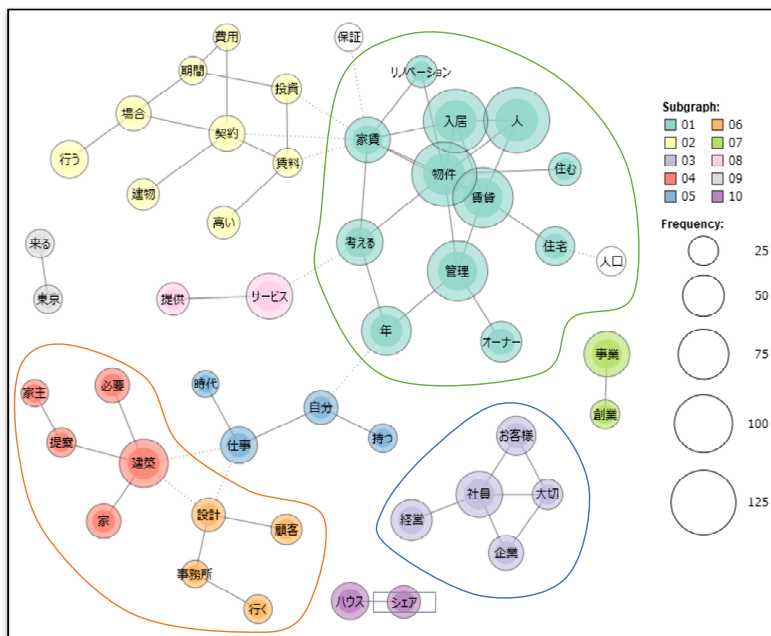 費用
保証
期間
投資
リノベーション
場合
契約
家賃
入居
人
行う
賃料
物件
住む
建物
賃貸
高い
来る
考える
住宅
人口
東京
提供
サービス
管理
年
オーナー
事業
創業
家主
必要
時代
自分
提案
仕事
持つ
お客様
建築
社員
大切
家
設計
顧客
経営
企業
事務所
行く
ハウス
シェア
Subgraph:
01 06
02 07
03 08
04 09
05 10
Frequency:
25
50
75
100
125